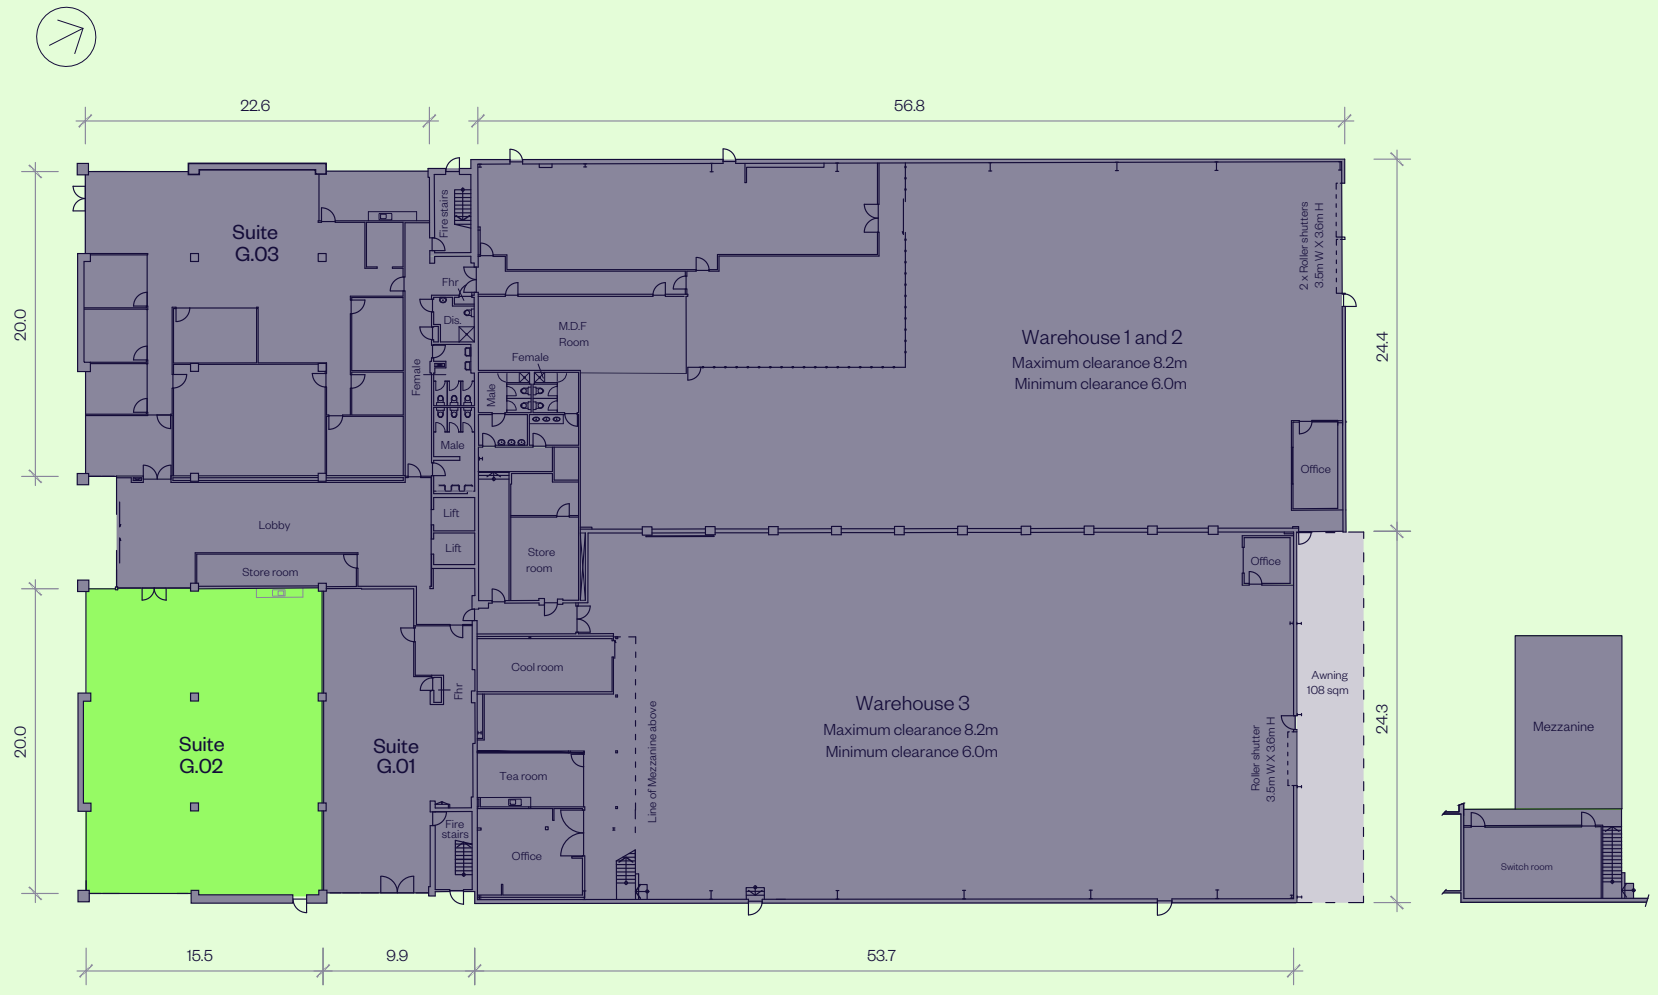 22.6
56.8
20.0
Suite
G.03
Fire stairs
Fhr
Dis.
Female
Male
M.D.F
Room
Female
Male
Warehouse 1 and 2
Maximum clearance 8.2m
Minimum clearance 6.0m
2 x Roller shutters
3.5m W X 3.6m H
24.4
Office
Lobby
Lift
Lift
Store room
Store
room
Office
20.0
Suite
G.02
Suite
G.01
Fhr
Fire
stairs
Cool room
Tea room
Office
Line of Mezzanine above
Warehouse 3
Maximum clearance 8.2m
Minimum clearance 6.0m
Roller shutter
3.5m W X 3.6m H
Awning
108 sqm
24.3
Mezzanine
Switch room
15.5
9.9
53.7